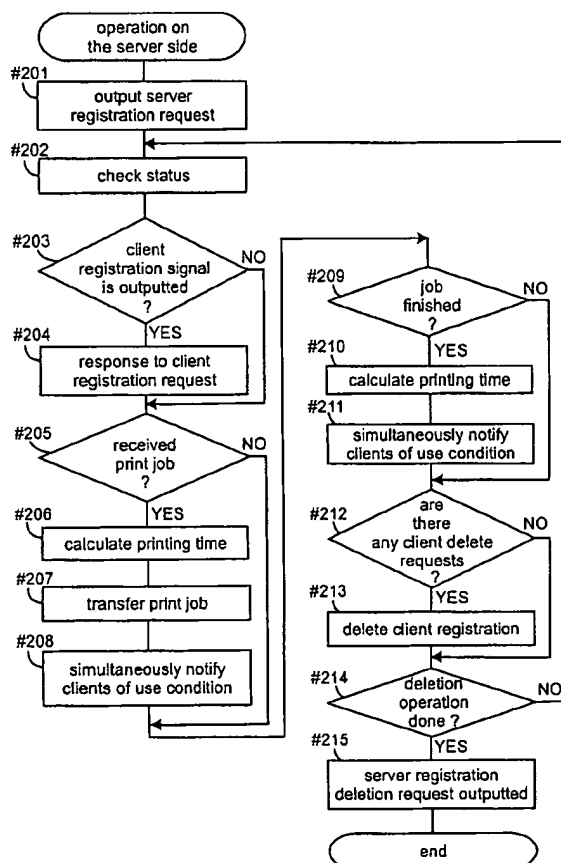 operation on
the server side
#201
output server
registration request
#202
check status
#203
client
registration signal
is outputted
?
NO
YES
#204
response to client
registration request
#205
received
print job
?
NO
YES
#206
calculate printing time
#207
transfer print job
#208
simultaneously notify
clients of use condition
#209
job
finished
?
NO
YES
#210
calculate printing time
#211
simultaneously notify
clients of use condition
#212
are
there
any client delete
requests
?
NO
YES
#213
delete client registration
#214
deletion
operation
done ?
NO
YES
#215
server registration
deletion request outputted
end